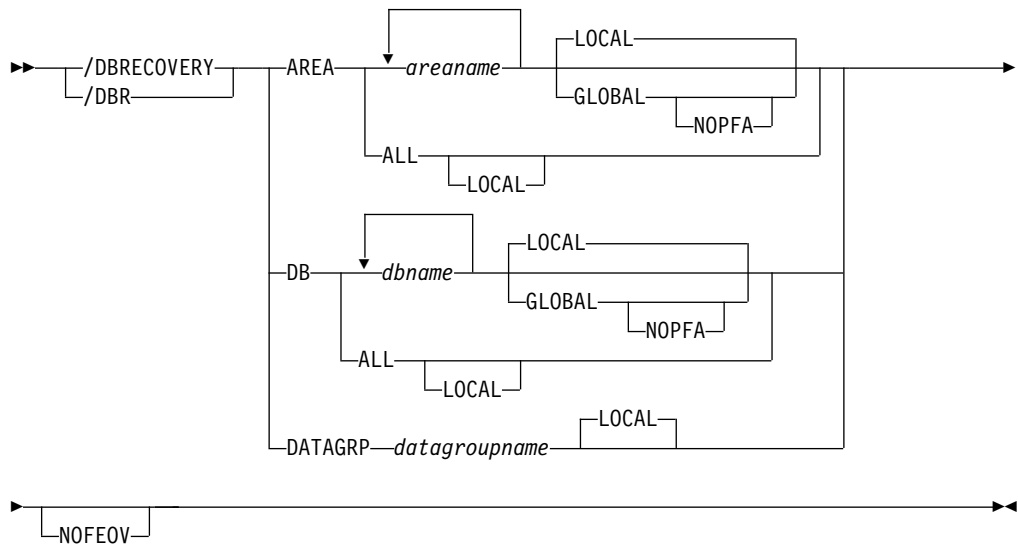 LOCAL
/DBRECOVERY AREA areaname
/DBR GLOBAL
NOPFA
ALL
LOCAL
LOCAL
DB dbname
GLOBAL
NOPFA
ALL
LOCAL
LOCAL
DATAGRP datagroupname
NOFEOV